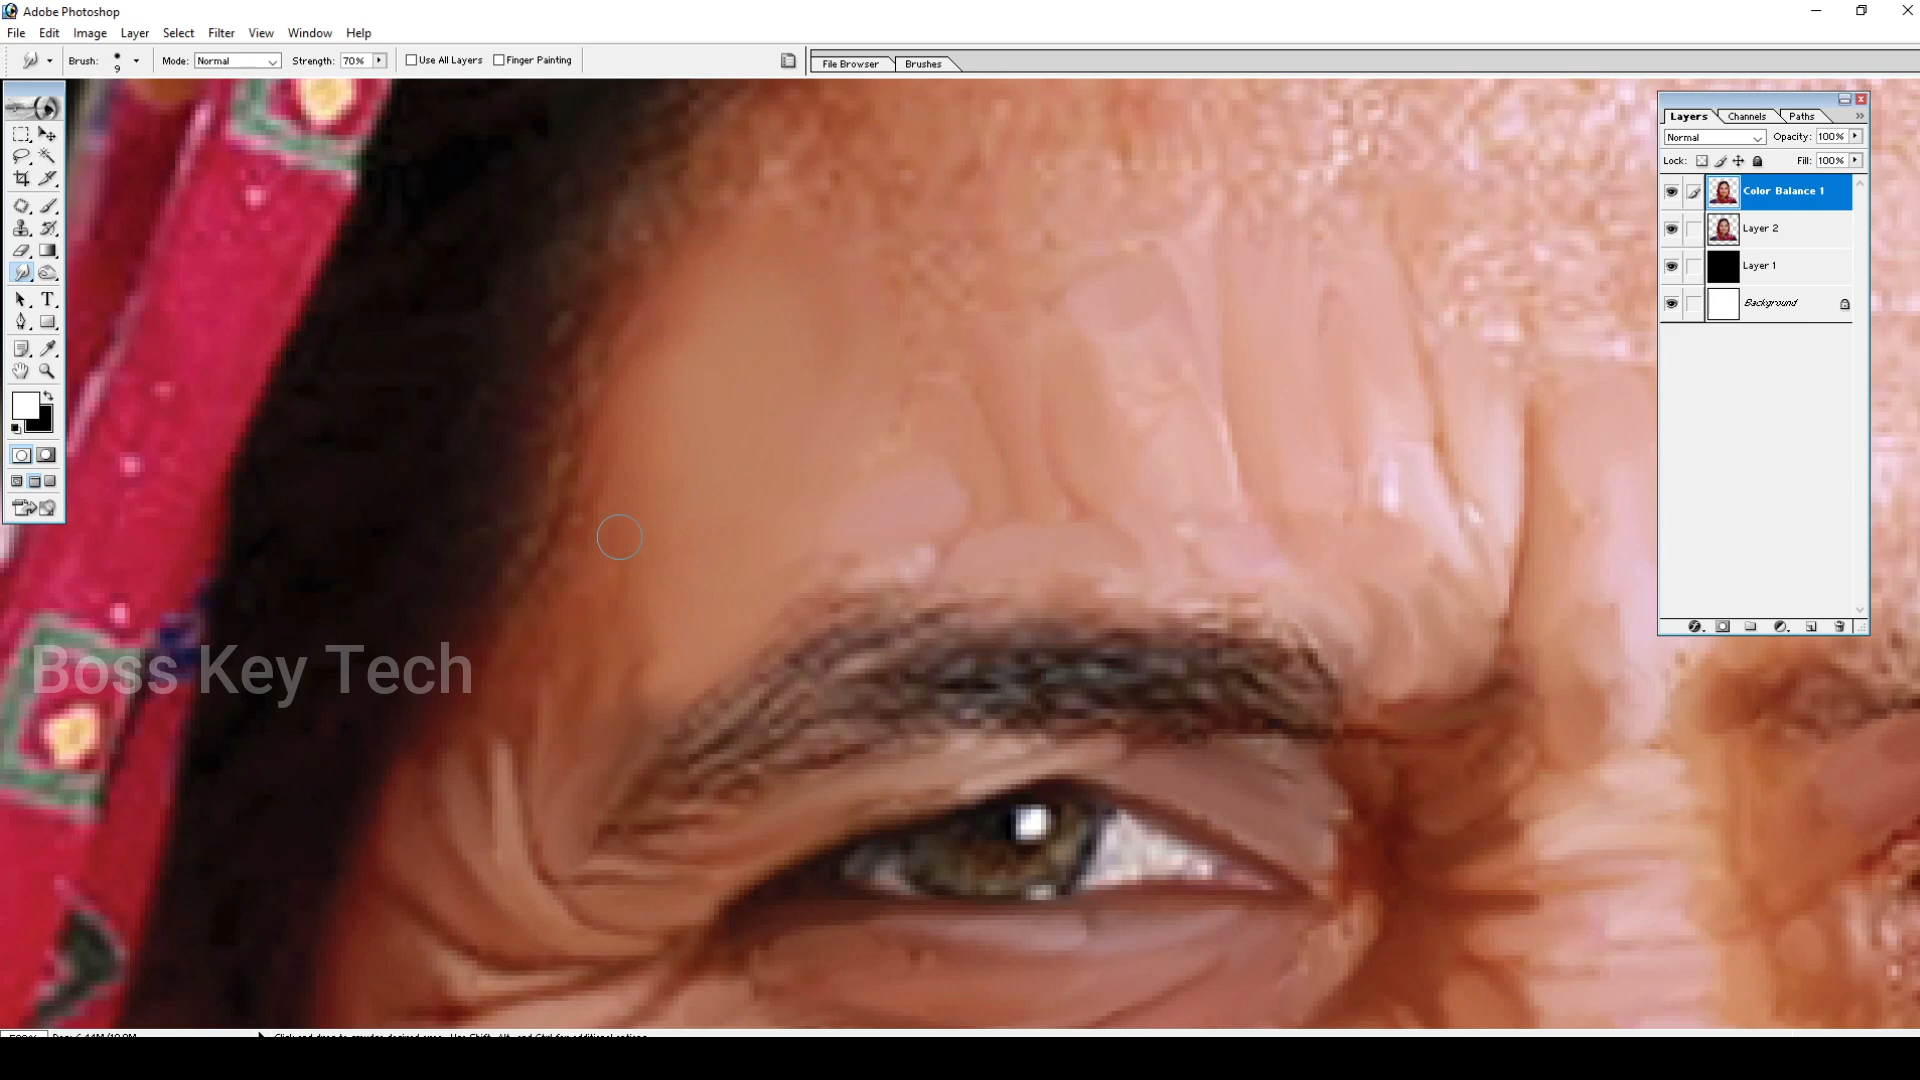 Adobe Photoshop
File Edit Image Layer Select Filter View Window Help
Brush: 9 Mode: Normal Strength: 70% Use All Layers Finger Painting File Browser Brushes
Layers Channels Paths
Normal Opacity: 100%
Lock: Fill: 100%
Color Balance 1
Layer 2
Layer 1
Background
Boss Key Tech